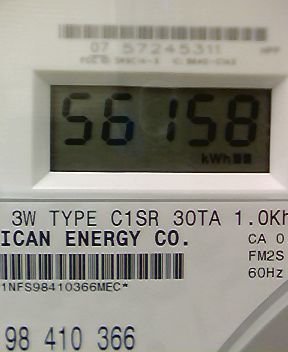 07 57245311
56158
kWh
3W TYPE C1SR 30TA 1.0Kh
ICAN ENERGY CO.
CA 0
FM2S
60Hz
1NFS98410366MEC*
98 410 366